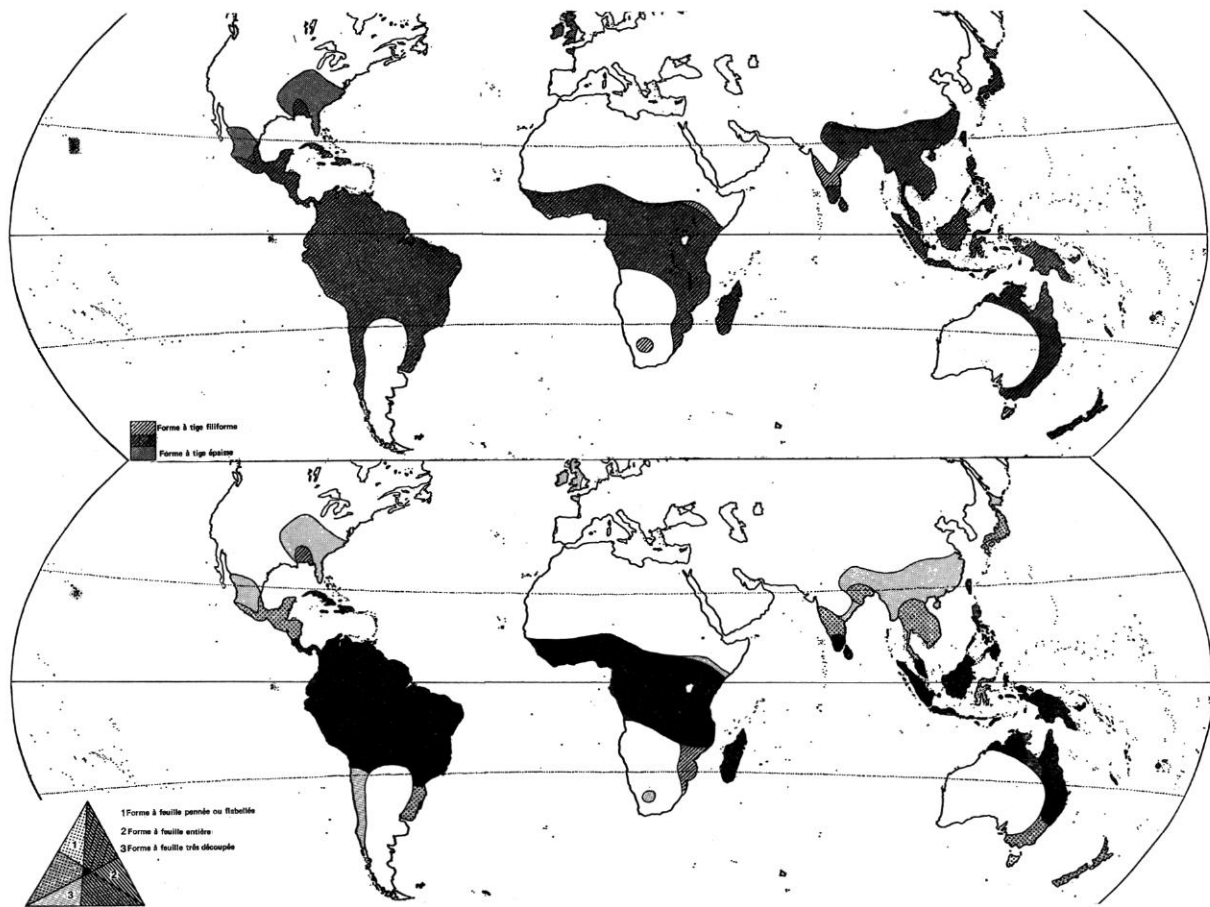 Forme à tige filiforme
Forme à tige épaisse
1 Forme à feuille pennée ou flabellés
2 Forme à feuille entière
3 Forme à feuille très découpée
1
2
3